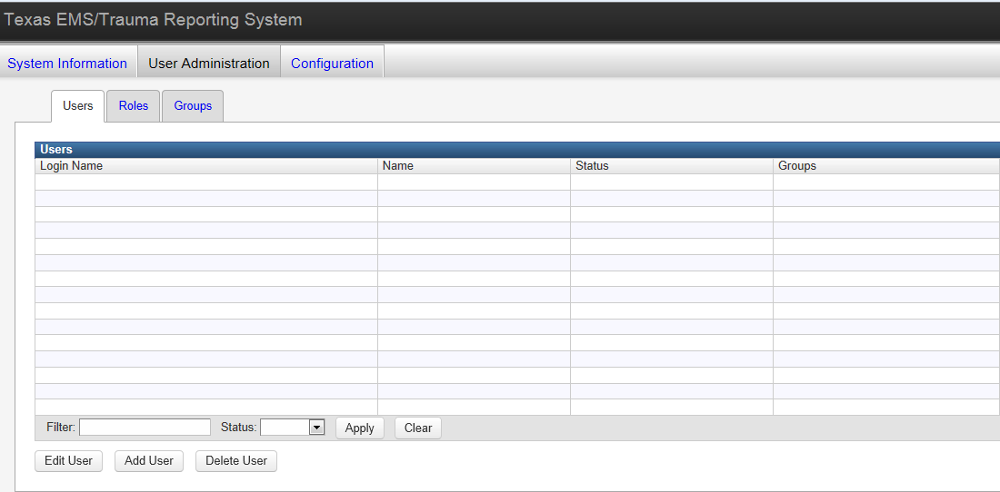 Texas EMS/Trauma Reporting System
System Information User Administration Configuration
Users Roles Groups
Users
Login Name Name Status Groups
Filter: Status: Apply Clear
Edit User Add User Delete User